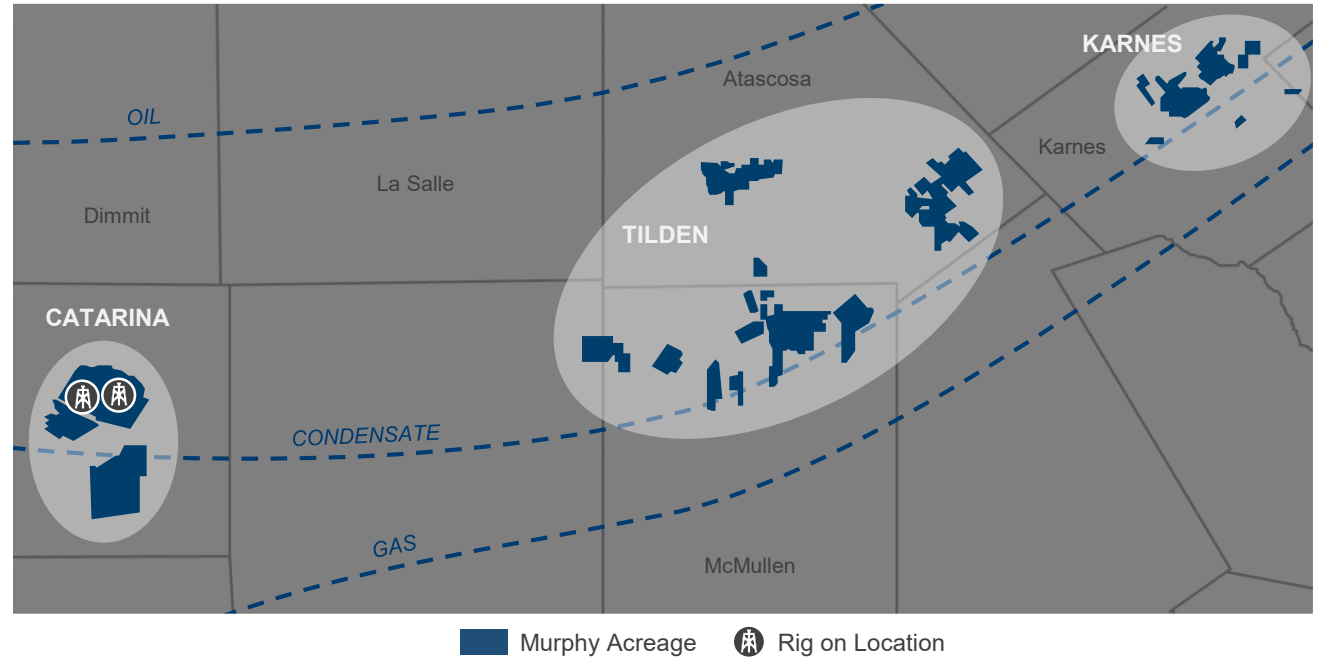 KARNES
Atascosa
OIL
Karnes
La Salle
Dimmit
TILDEN
CATARINA
CONDENSATE
GAS
McMullen
Murphy Acreage
Rig on Location